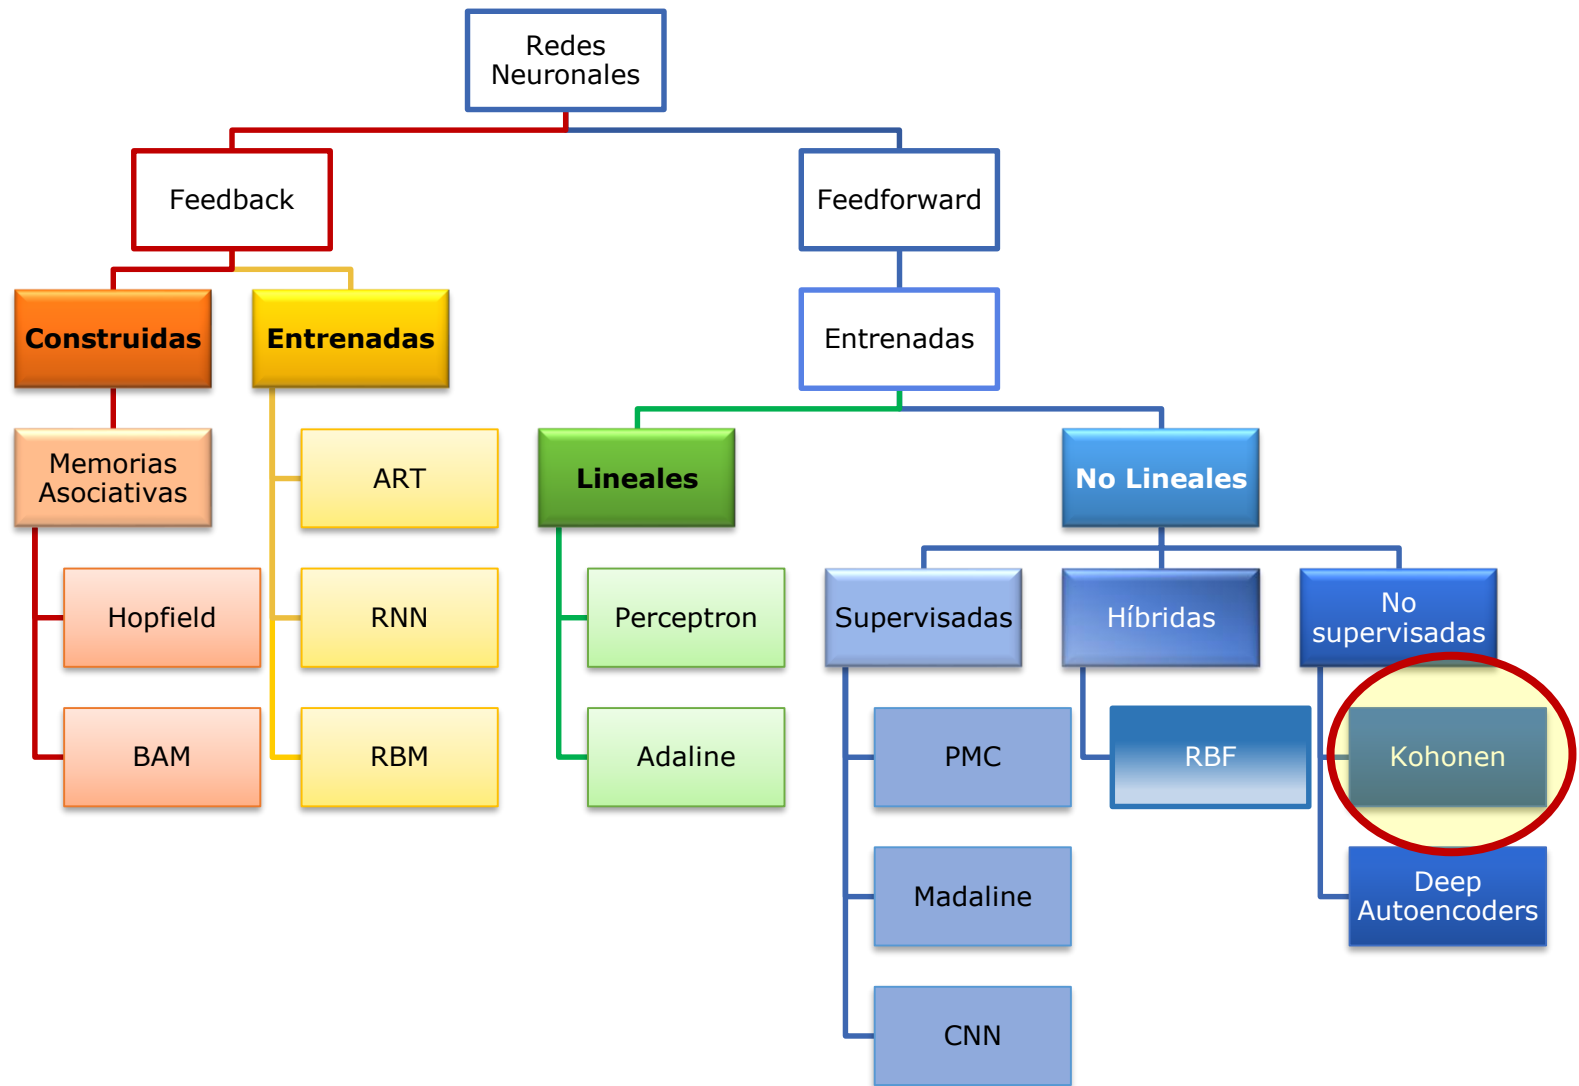 Redes
Neuronales
Feedback
Feedforward
Construidas
Entrenadas
Entrenadas
Memorias
Asociativas
ART
Lineales
No Lineales
Hopfield
RNN
Perceptron
Supervisadas
Híbridas
No
supervisadas
BAM
RBM
Adaline
PMC
RBF
Kohonen
Madaline
Deep
Autoencoders
CNN